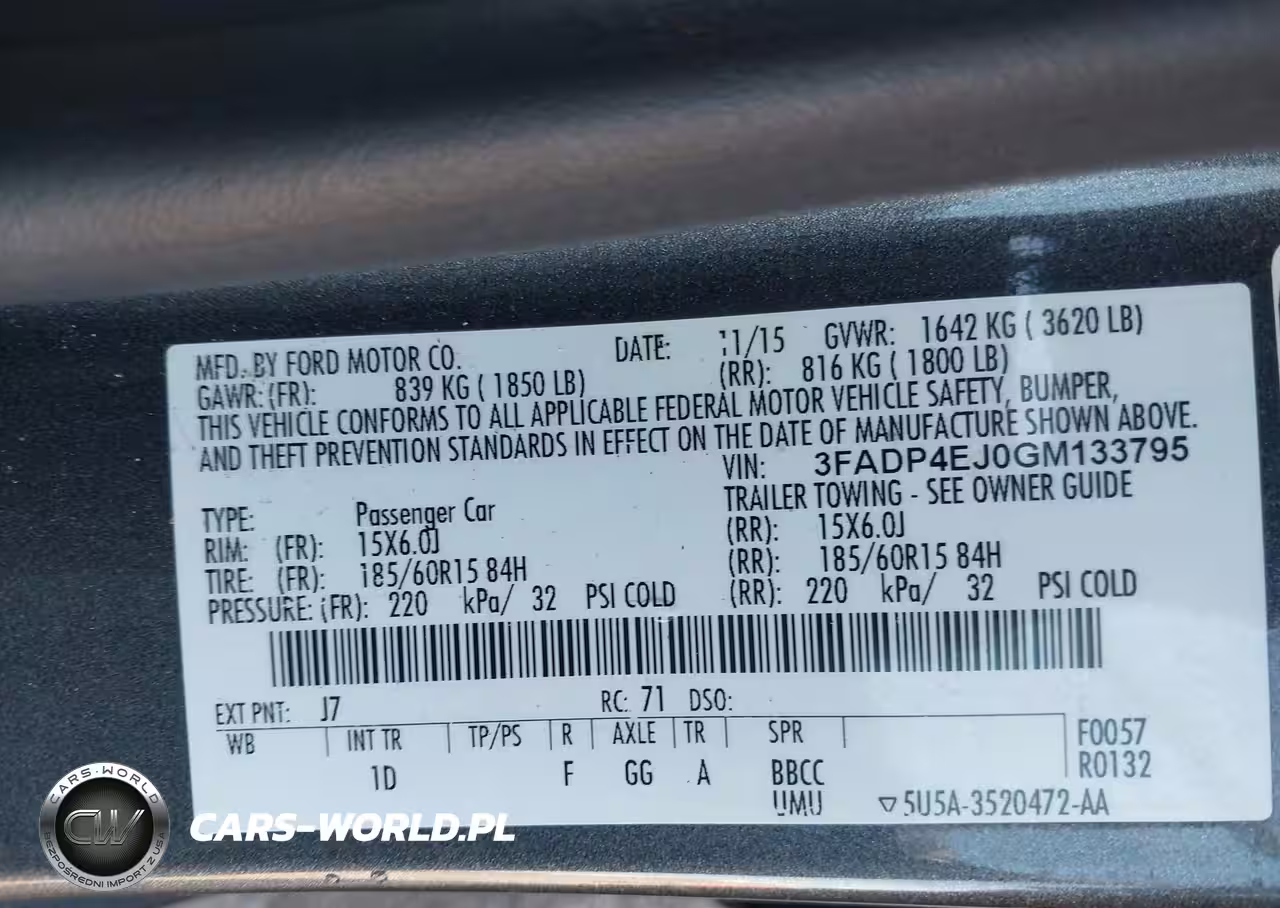 MFD. BY FORD MOTOR CO. DATE: 11/15 GVWR: 1642 KG ( 3620 LB)
GAWR: (FR): 839 KG ( 1850 LB) (RR): 816 KG ( 1800 LB)
THIS VEHICLE CONFORMS TO ALL APPLICABLE FEDERAL MOTOR VEHICLE SAFETY, BUMPER,
AND THEFT PREVENTION STANDARDS IN EFFECT ON THE DATE OF MANUFACTURE SHOWN ABOVE.
VIN: 3FADP4EJ0GM133795
TYPE: Passenger Car TRAILER TOWING - SEE OWNER GUIDE
RIM: (FR): 15X6.0J (RR): 15X6.0J
TIRE: (FR): 185/60R15 84H (RR): 185/60R15 84H
PRESSURE: (FR): 220 kPa/ 32 PSI COLD (RR): 220 kPa/ 32 PSI COLD
EXT PNT: J7 RC: 71 DSO:
WB INT TR TP/PS R AXLE TR SPR F0057
1D F GG A BBCC R0132
UMU ▽5U5A-3520472-AA
CARS-WORLD
CW
BEZPOŚREDNI IMPORT Z USA
CARS-WORLD.PL